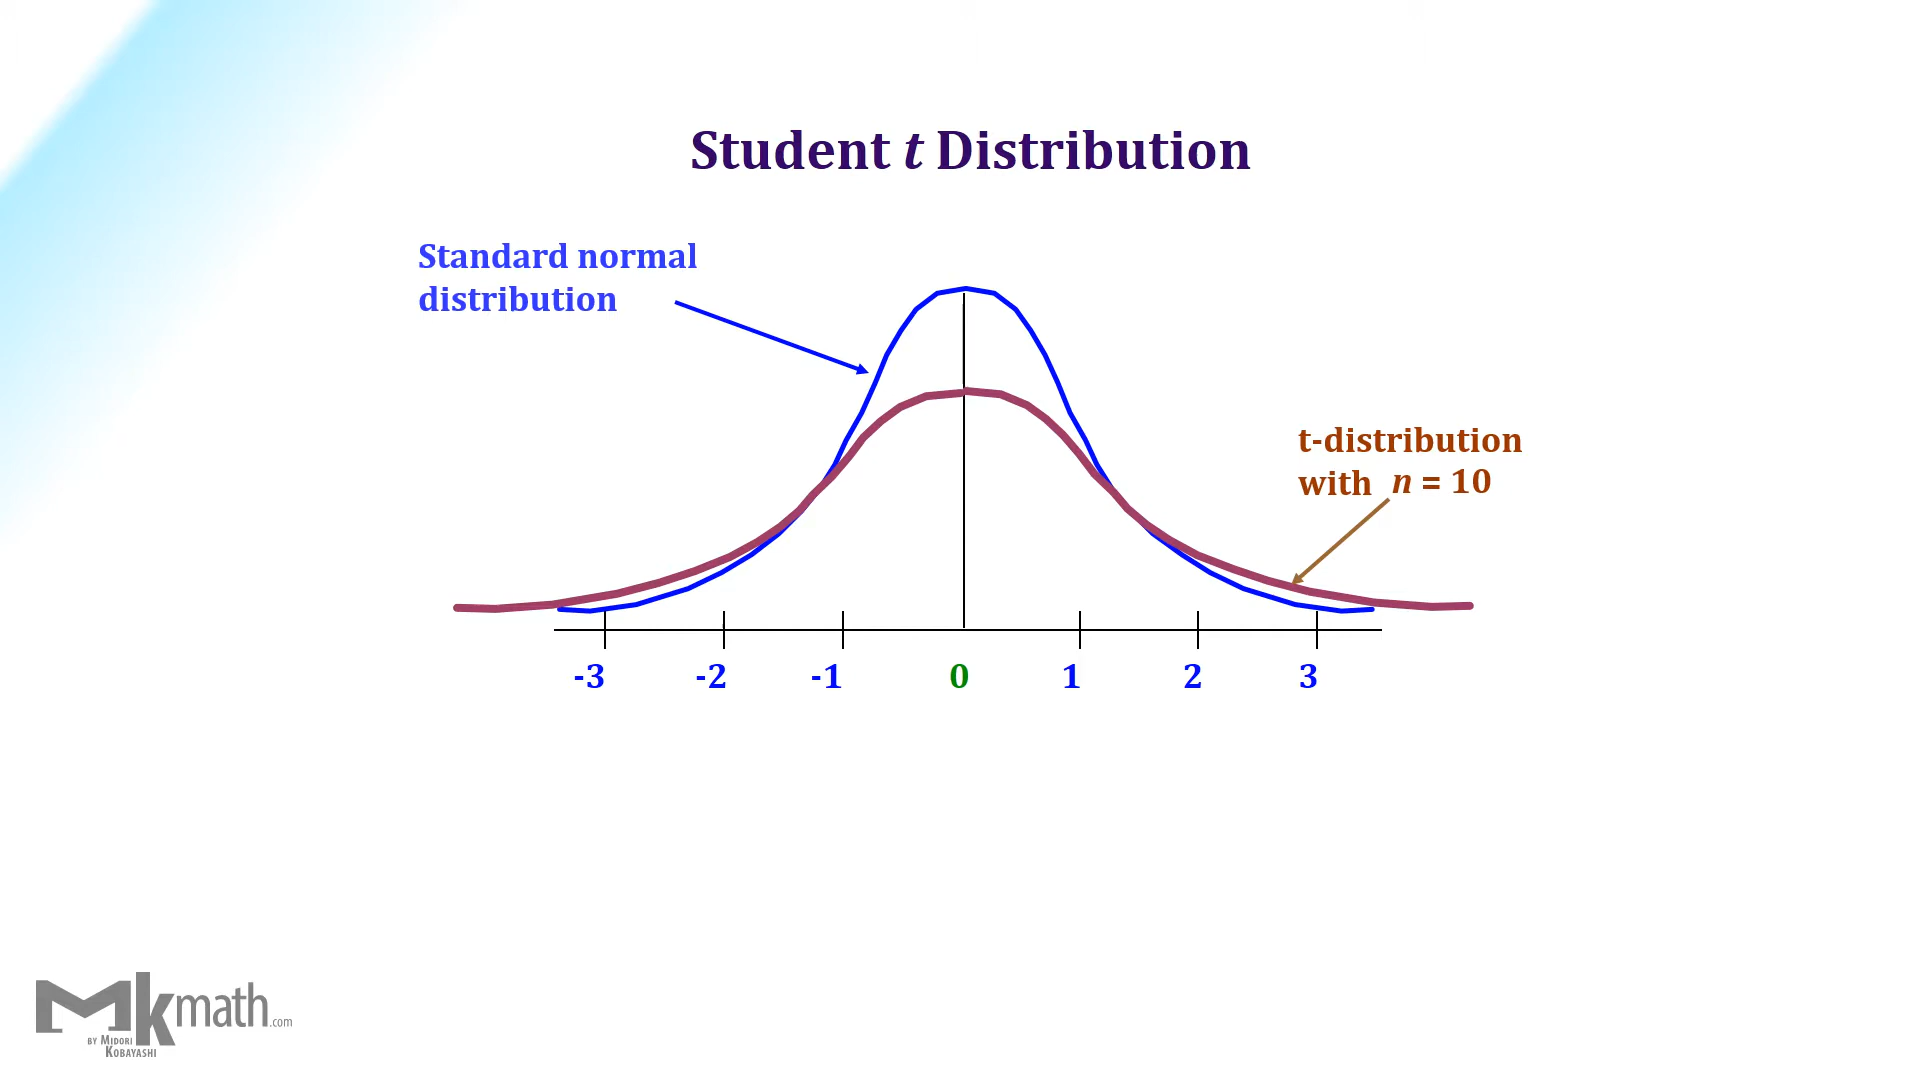 Student t Distribution
Standard normal
distribution
t-distribution
with n = 10
-3 -2 -1 0 1 2 3
Mkmath.com
BY MIDORI
KOBAYASHI